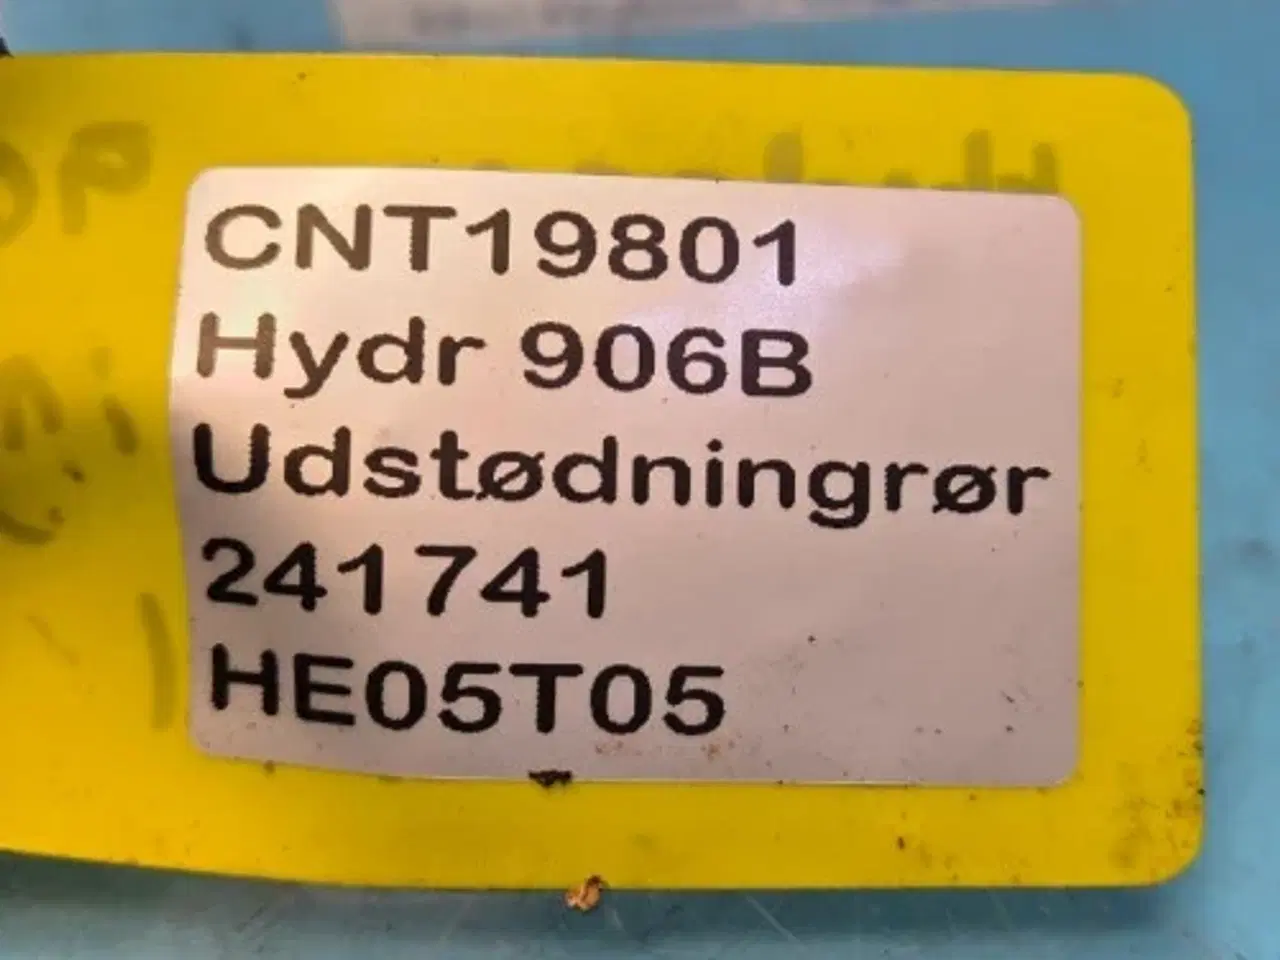 CNT19801
Hydr 906B
Udstødningrør
241741
HE05T05